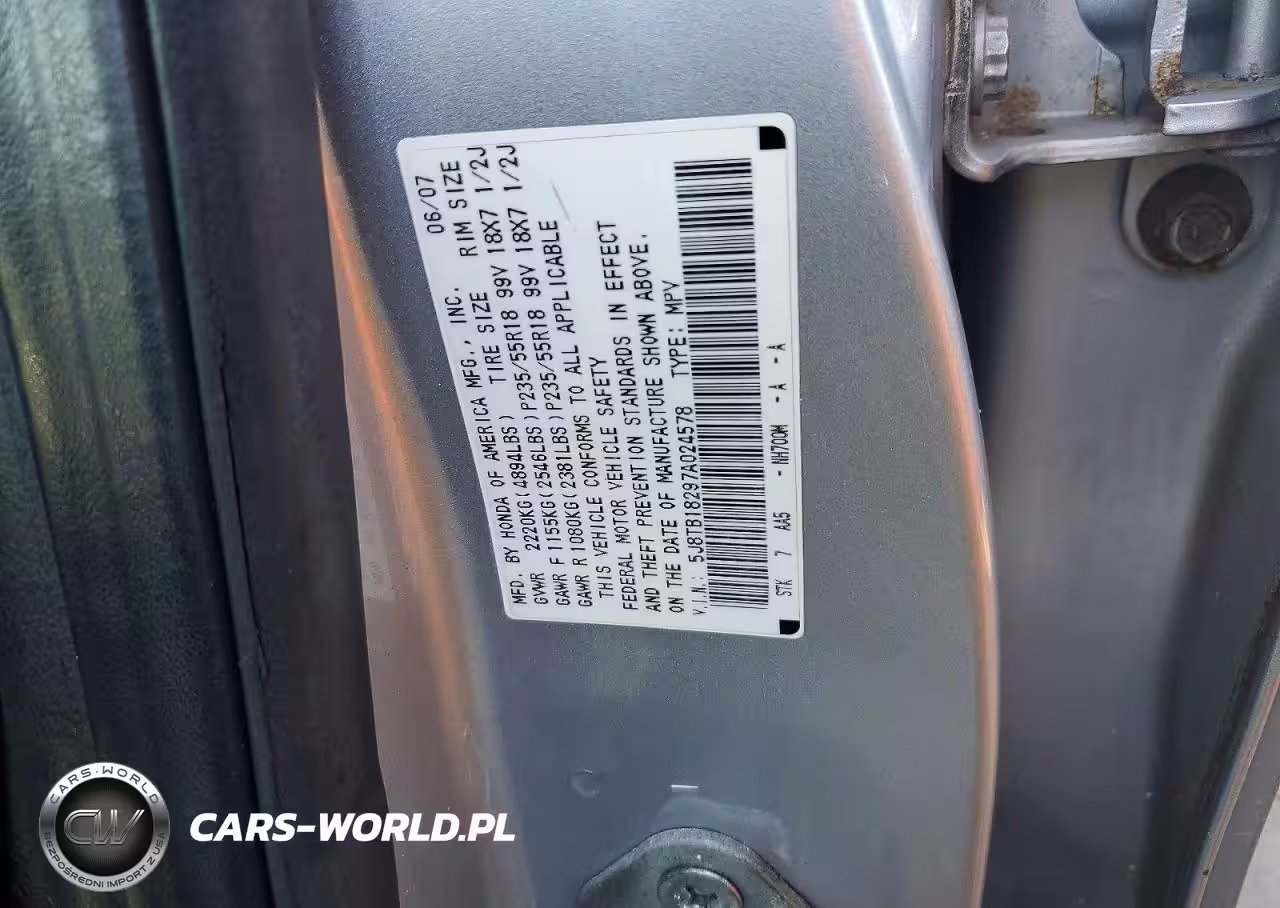 MFD. BY HONDA OF AMERICA MFG., INC. 06/07
GVWR 2220KG(4894LBS) TIRE SIZE RIM SIZE
GAWR F 1155KG(2546LBS) P235/55R18 99V 18X7 1/2J
GAWR R 1080KG(2381LBS) P235/55R18 99V 18X7 1/2J
THIS VEHICLE CONFORMS TO ALL APPLICABLE
FEDERAL MOTOR VEHICLE SAFETY
AND THEFT PREVENTION STANDARDS IN EFFECT
ON THE DATE OF MANUFACTURE SHOWN ABOVE.
V.I.N.: 5J8TB18297A024578 TYPE: MPV
STK 7 AA5 - NH700M - A - A
CARS-WORLD
CW
BEZPOŚREDNI IMPORT Z USA
CARS-WORLD.PL